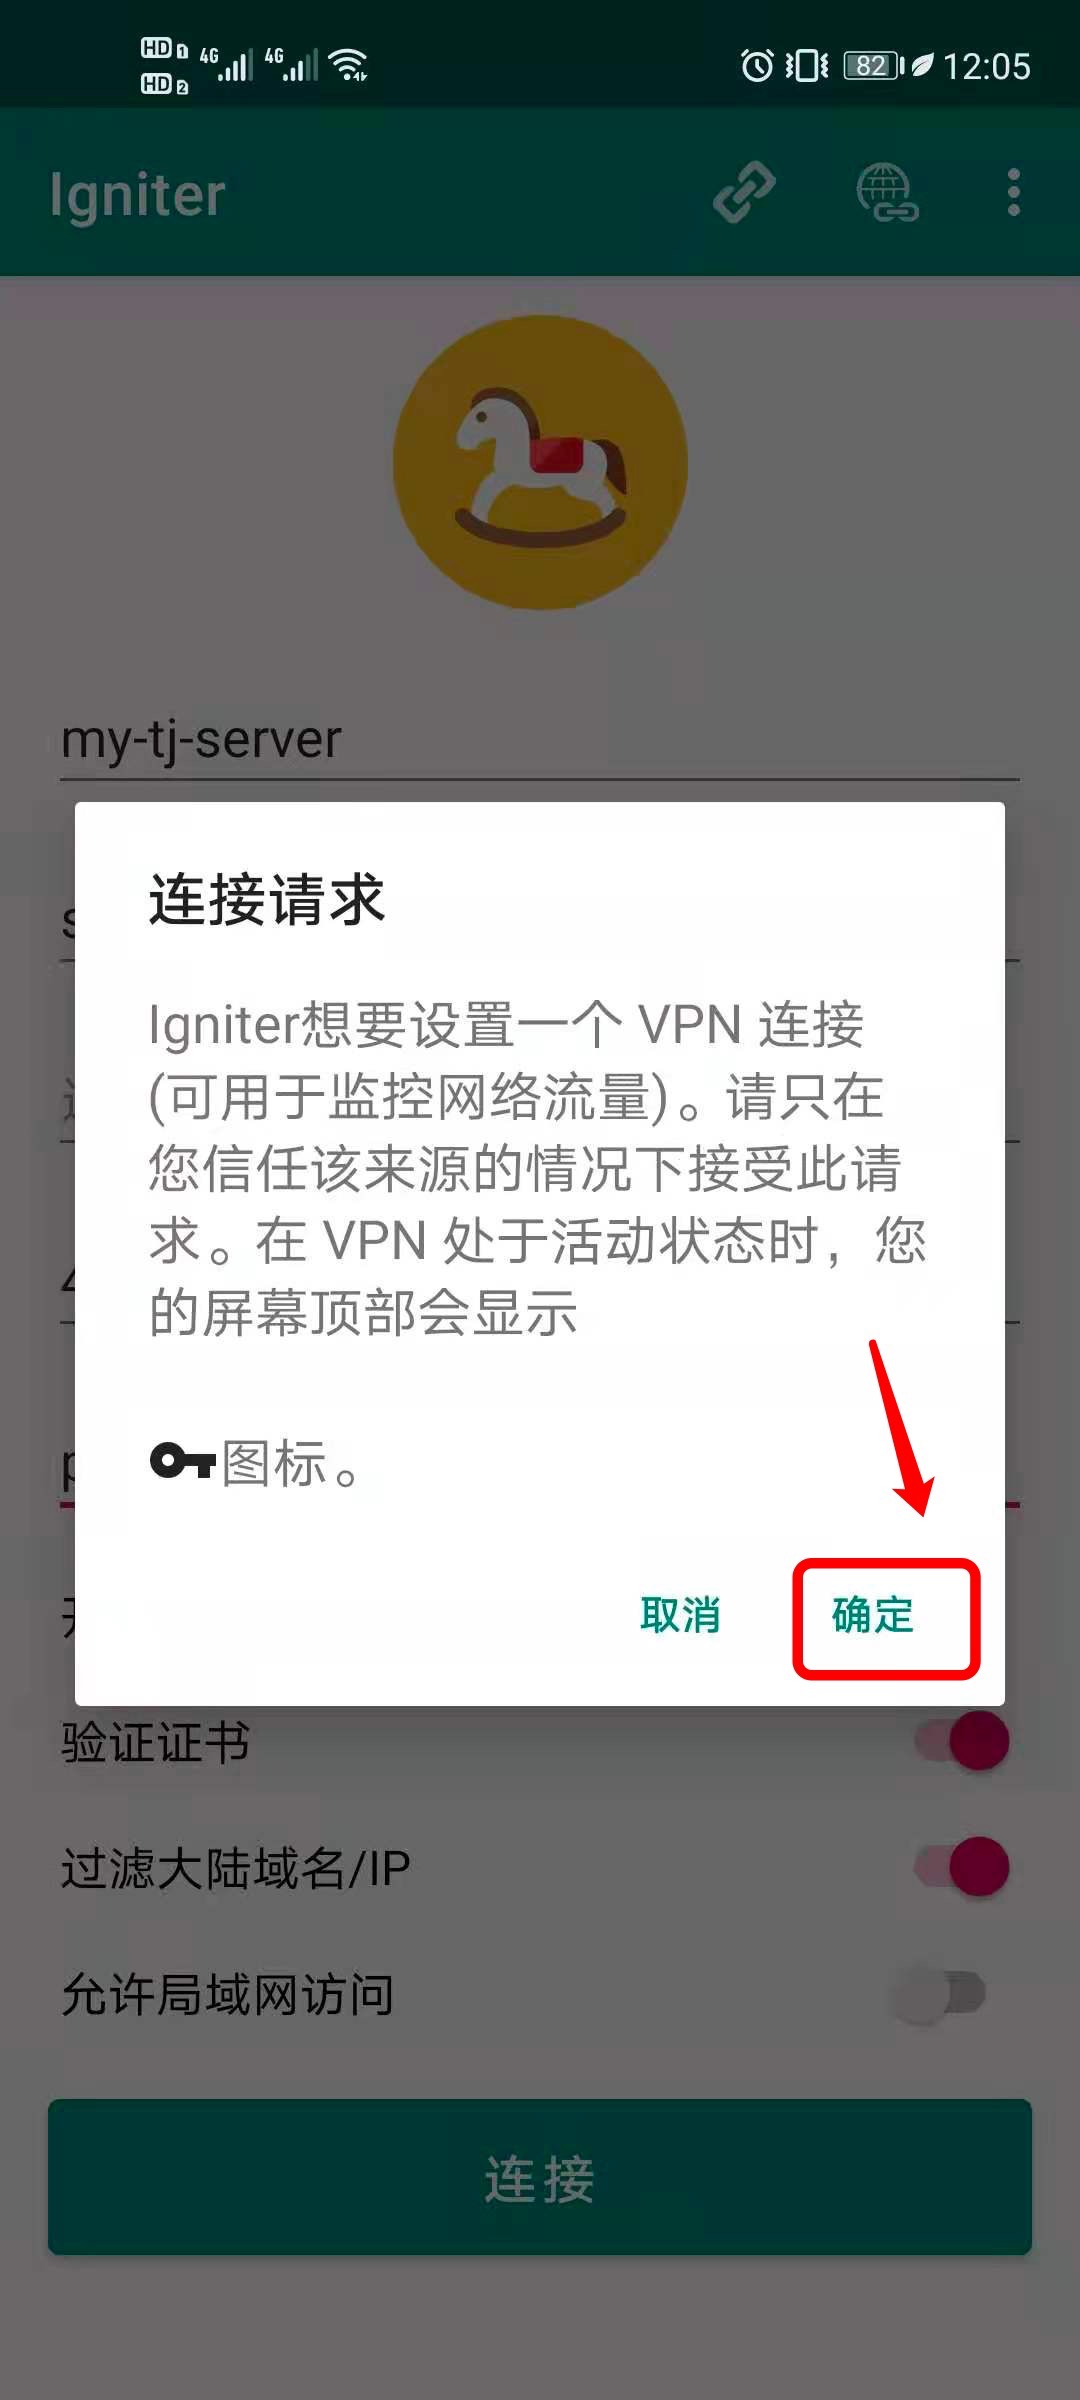 HD 1 4G 4G 82 12:05
HD 2
Igniter
my-tj-server
连接请求
Igniter想要设置一个 VPN 连接
(可用于监控网络流量)。请只在
您信任该来源的情况下接受此请
求。在 VPN 处于活动状态时，您
的屏幕顶部会显示
图标。
取消 确定
验证证书
过滤大陆域名/IP
允许局域网访问
连接